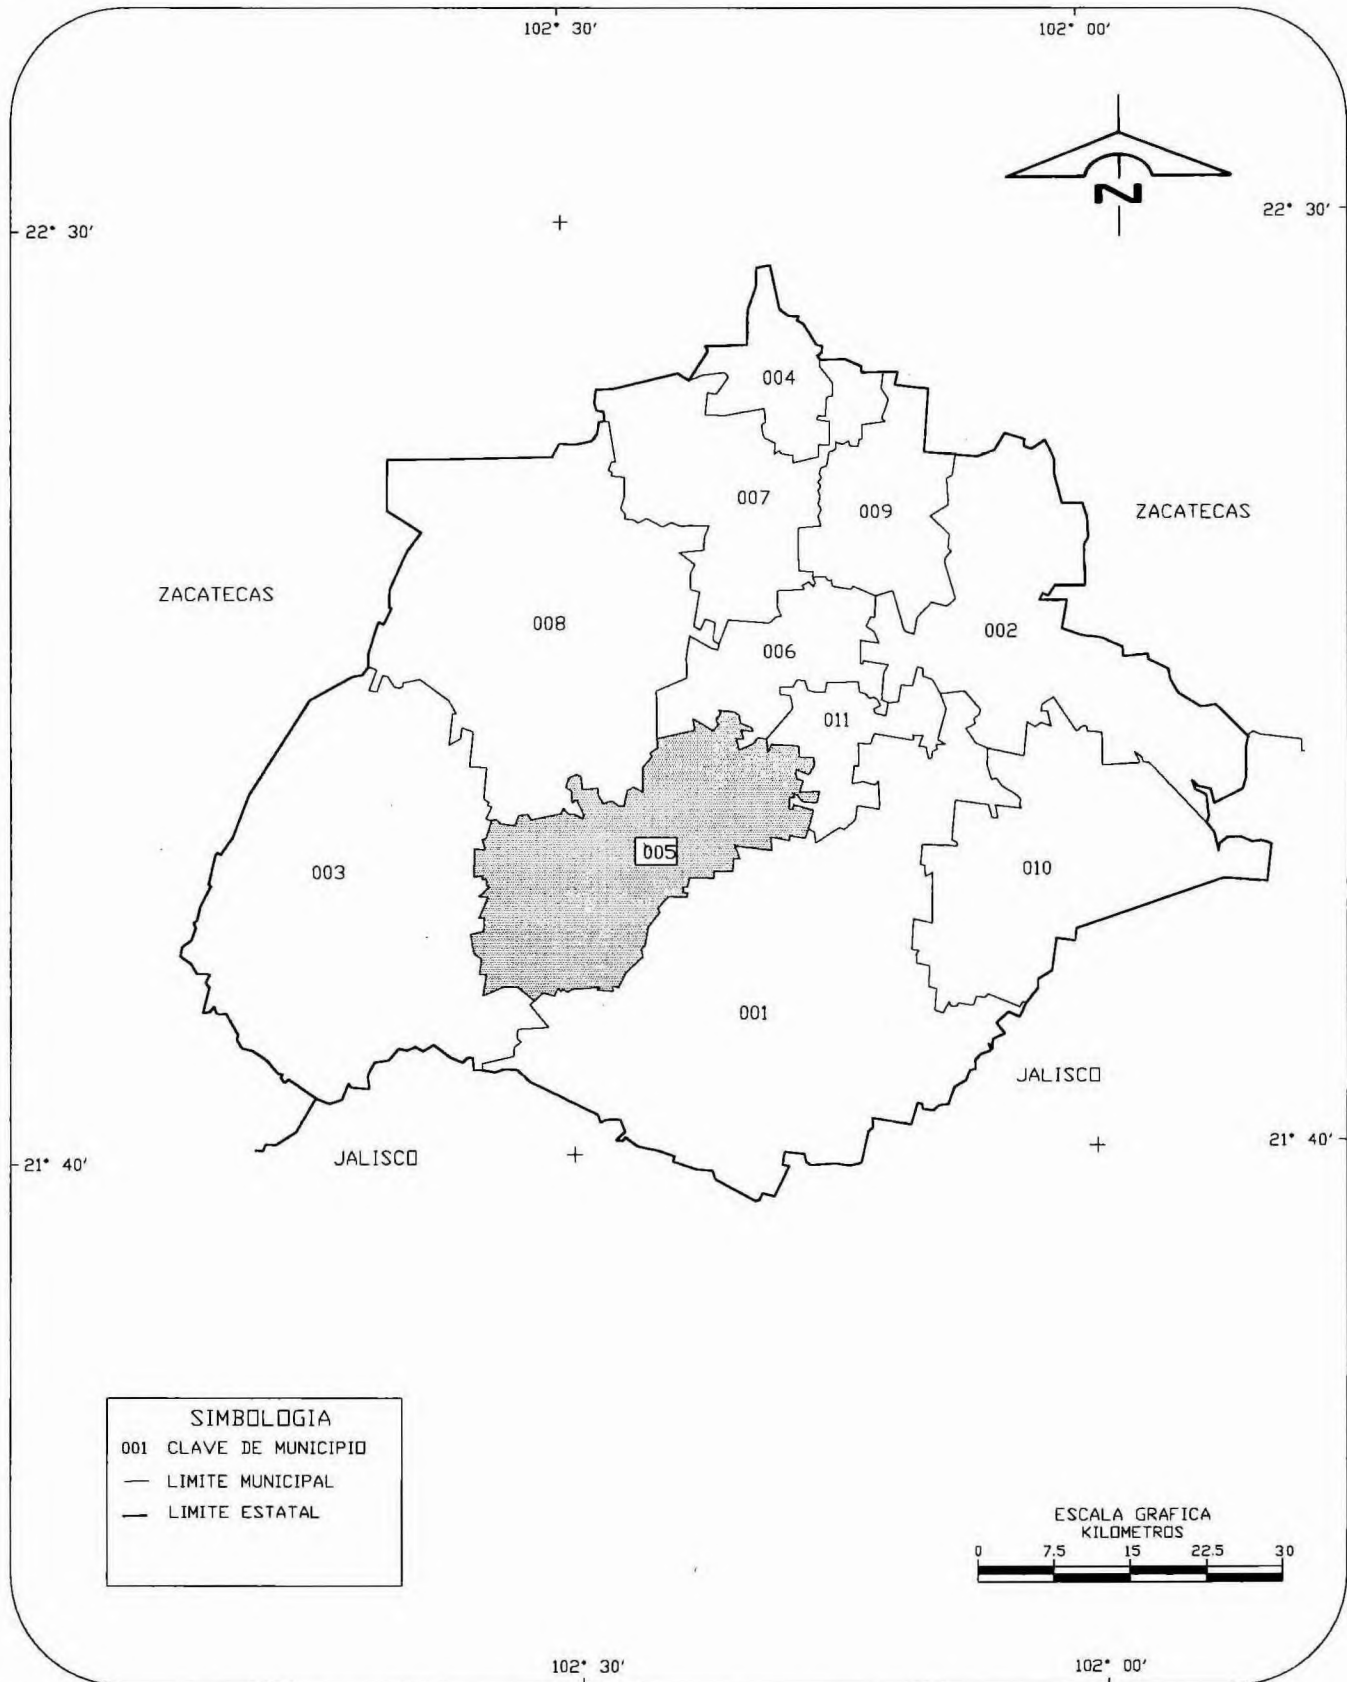 102° 30' 102° 00'
N
22° 30' 22° 30'
004
007 009 ZACATECAS
ZACATECAS
008 002
006
011
005
003 010
001
JALISCO
JALISCO
21° 40' 21° 40'
SIMBOLOGIA
001 CLAVE DE MUNICIPIO
LIMITE MUNICIPAL
LIMITE ESTATAL
ESCALA GRAFICA
KILOMETROS
0 7.5 15 22.5 30
102° 30' 102° 00'